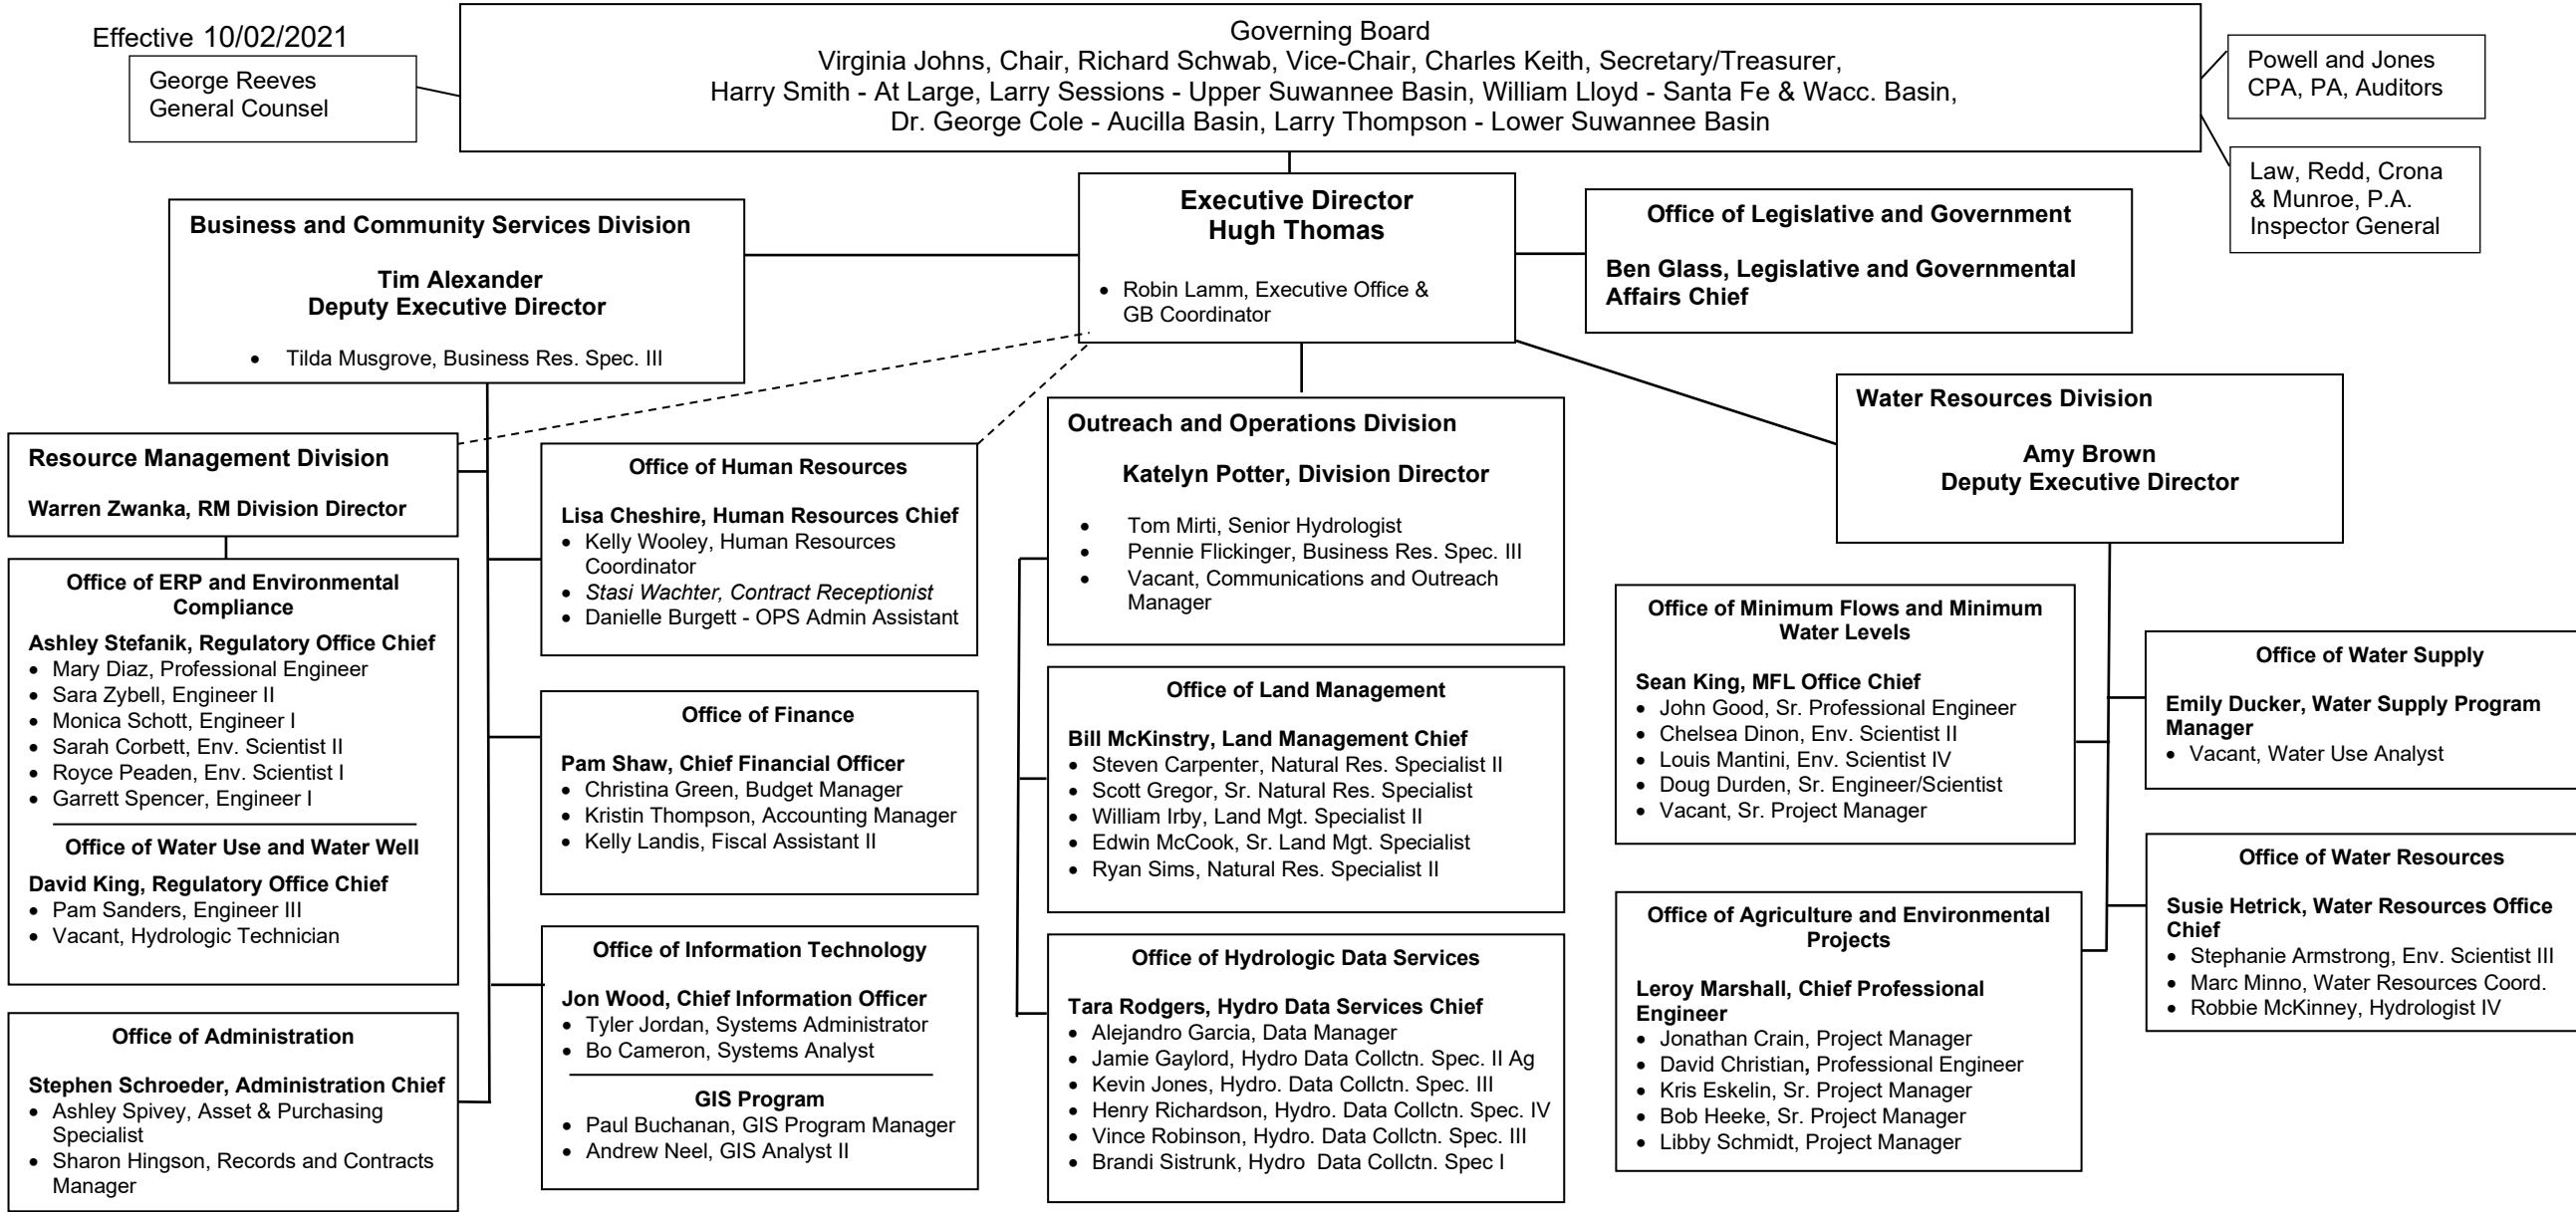 Effective 10/02/2021
George Reeves
General Counsel
Governing Board
Virginia Johns, Chair, Richard Schwab, Vice-Chair, Charles Keith, Secretary/Treasurer,
Harry Smith - At Large, Larry Sessions - Upper Suwannee Basin, William Lloyd - Santa Fe & Wacc. Basin,
Dr. George Cole - Aucilla Basin, Larry Thompson - Lower Suwannee Basin
Powell and Jones
CPA, PA, Auditors
Law, Redd, Crona
& Munroe, P.A.
Inspector General
Executive Director
Hugh Thomas
• Robin Lamm, Executive Office &
GB Coordinator
Office of Legislative and Government
Ben Glass, Legislative and Governmental
Affairs Chief
Business and Community Services Division
Tim Alexander
Deputy Executive Director
• Tilda Musgrove, Business Res. Spec. III
Resource Management Division
Warren Zwanka, RM Division Director
Office of ERP and Environmental
Compliance
Ashley Stefanik, Regulatory Office Chief
• Mary Diaz, Professional Engineer
• Sara Zybell, Engineer II
• Monica Schott, Engineer I
• Sarah Corbett, Env. Scientist II
• Royce Peaden, Env. Scientist I
• Garrett Spencer, Engineer I
Office of Water Use and Water Well
David King, Regulatory Office Chief
• Pam Sanders, Engineer III
• Vacant, Hydrologic Technician
Office of Administration
Stephen Schroeder, Administration Chief
• Ashley Spivey, Asset & Purchasing
Specialist
• Sharon Hingson, Records and Contracts
Manager
Office of Human Resources
Lisa Cheshire, Human Resources Chief
• Kelly Wooley, Human Resources
Coordinator
• Stasi Wachter, Contract Receptionist
• Danielle Burgett - OPS Admin Assistant
Office of Finance
Pam Shaw, Chief Financial Officer
• Christina Green, Budget Manager
• Kristin Thompson, Accounting Manager
• Kelly Landis, Fiscal Assistant II
Office of Information Technology
Jon Wood, Chief Information Officer
• Tyler Jordan, Systems Administrator
• Bo Cameron, Systems Analyst
GIS Program
• Paul Buchanan, GIS Program Manager
• Andrew Neel, GIS Analyst II
Outreach and Operations Division
Katelyn Potter, Division Director
• Tom Mirti, Senior Hydrologist
• Pennie Flickinger, Business Res. Spec. III
• Vacant, Communications and Outreach
Manager
Office of Land Management
Bill McKinstry, Land Management Chief
• Steven Carpenter, Natural Res. Specialist II
• Scott Gregor, Sr. Natural Res. Specialist
• William Irby, Land Mgt. Specialist II
• Edwin McCook, Sr. Land Mgt. Specialist
• Ryan Sims, Natural Res. Specialist II
Office of Hydrologic Data Services
Tara Rodgers, Hydro Data Services Chief
• Alejandro Garcia, Data Manager
• Jamie Gaylord, Hydro Data Collctn. Spec. II Ag
• Kevin Jones, Hydro. Data Collctn. Spec. III
• Henry Richardson, Hydro. Data Collctn. Spec. IV
• Vince Robinson, Hydro. Data Collctn. Spec. III
• Brandi Sistrunk, Hydro Data Collctn. Spec I
Water Resources Division
Amy Brown
Deputy Executive Director
Office of Minimum Flows and Minimum
Water Levels
Sean King, MFL Office Chief
• John Good, Sr. Professional Engineer
• Chelsea Dinon, Env. Scientist II
• Louis Mantini, Env. Scientist IV
• Doug Durden, Sr. Engineer/Scientist
• Vacant, Sr. Project Manager
Office of Agriculture and Environmental
Projects
Leroy Marshall, Chief Professional
Engineer
• Jonathan Crain, Project Manager
• David Christian, Professional Engineer
• Kris Eskelin, Sr. Project Manager
• Bob Heeke, Sr. Project Manager
• Libby Schmidt, Project Manager
Office of Water Supply
Emily Ducker, Water Supply Program
Manager
• Vacant, Water Use Analyst
Office of Water Resources
Susie Hetrick, Water Resources Office
Chief
• Stephanie Armstrong, Env. Scientist III
• Marc Minno, Water Resources Coord.
• Robbie McKinney, Hydrologist IV